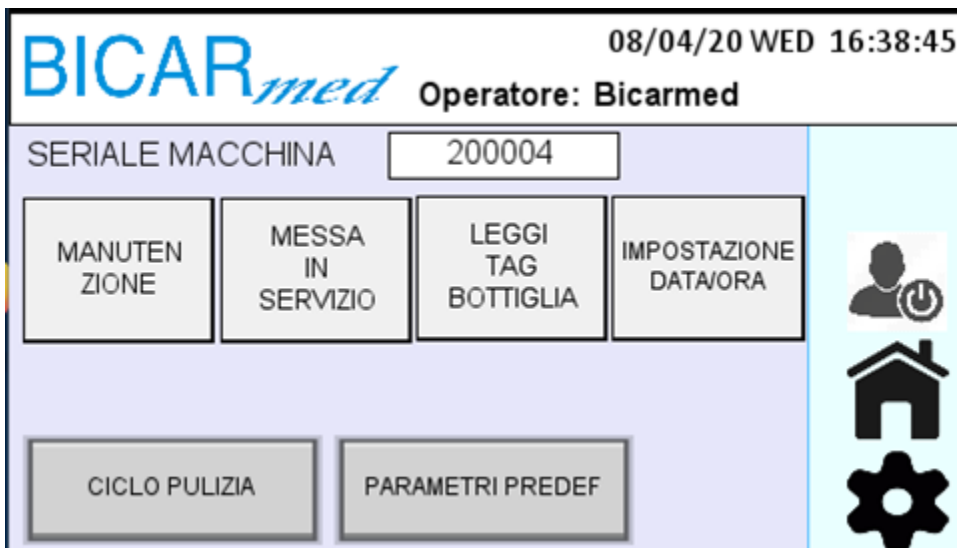 BICARmed
08/04/20 WED 16:38:45
Operatore: Bicarmed
SERIALE MACCHINA 200004
MANUTEN
ZIONE
MESSA
IN
SERVIZIO
LEGGI
TAG
BOTTIGLIA
IMPOSTAZIONE
DATA/ORA
CICLO PULIZIA
PARAMETRI PREDEF